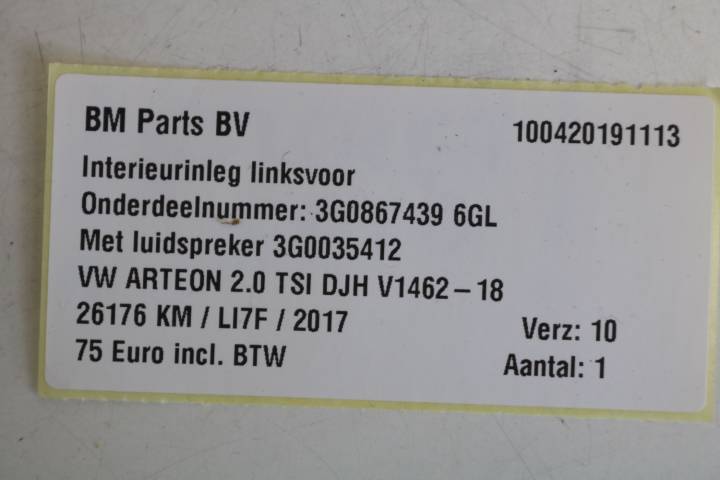 BM Parts BV 100420191113
Interieurinleg linksvoor
Onderdeelnummer: 3G0867439 6GL
Met luidspreker 3G0035412
VW ARTEON 2.0 TSI DJH V1462-18
26176 KM / LI7F / 2017 Verz: 10
75 Euro incl. BTW Aantal: 1